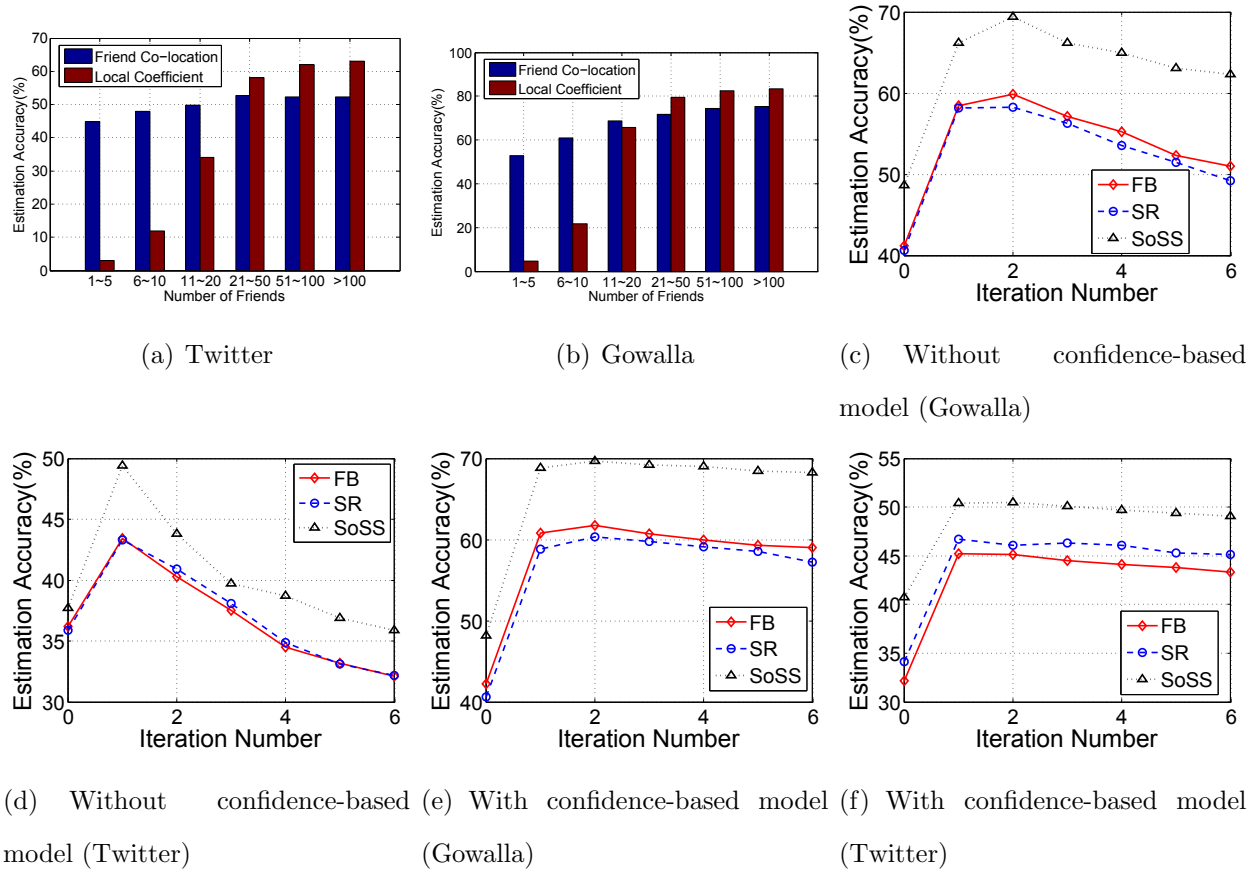 70
60
50
40
30
20
10
0
Estimation Accuracy(%)
Friend Co-location
Local Coefficient
1~5 6~10 11~20 21~50 51~100 >100
Number of Friends
(a) Twitter
100
80
60
40
20
0
Estimation Accuracy(%)
Friend Co-location
Local Coefficient
1~5 6~10 11~20 21~50 51~100 >100
Number of Friends
(b) Gowalla
70
60
50
40
Estimation Accuracy(%)
FB
SR
SoSS
0 2 4 6
Iteration Number
(c) Without confidence-based
model (Gowalla)
50
45
40
35
30
Estimation Accuracy(%)
FB
SR
SoSS
0 2 4 6
Iteration Number
(d) Without confidence-based
model (Twitter)
70
60
50
40
Estimation Accuracy(%)
FB
SR
SoSS
0 2 4 6
Iteration Number
(e) With confidence-based model
(Gowalla)
55
50
45
40
35
30
Estimation Accuracy(%)
FB
SR
SoSS
0 2 4 6
Iteration Number
(f) With confidence-based model
(Twitter)